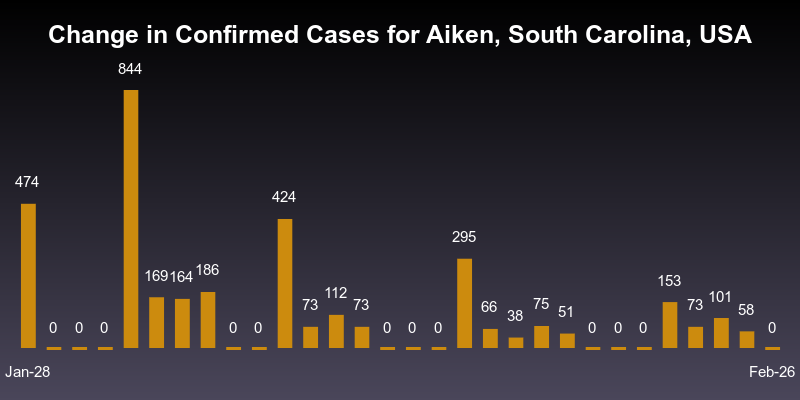 Change in Confirmed Cases for Aiken, South Carolina, USA
844
474
424
295
169 164 186
153
73 112 73
66 38 75 51
73 101 58
0 0 0 0 0 0 0 0 0 0 0 0
Jan-28 Feb-26